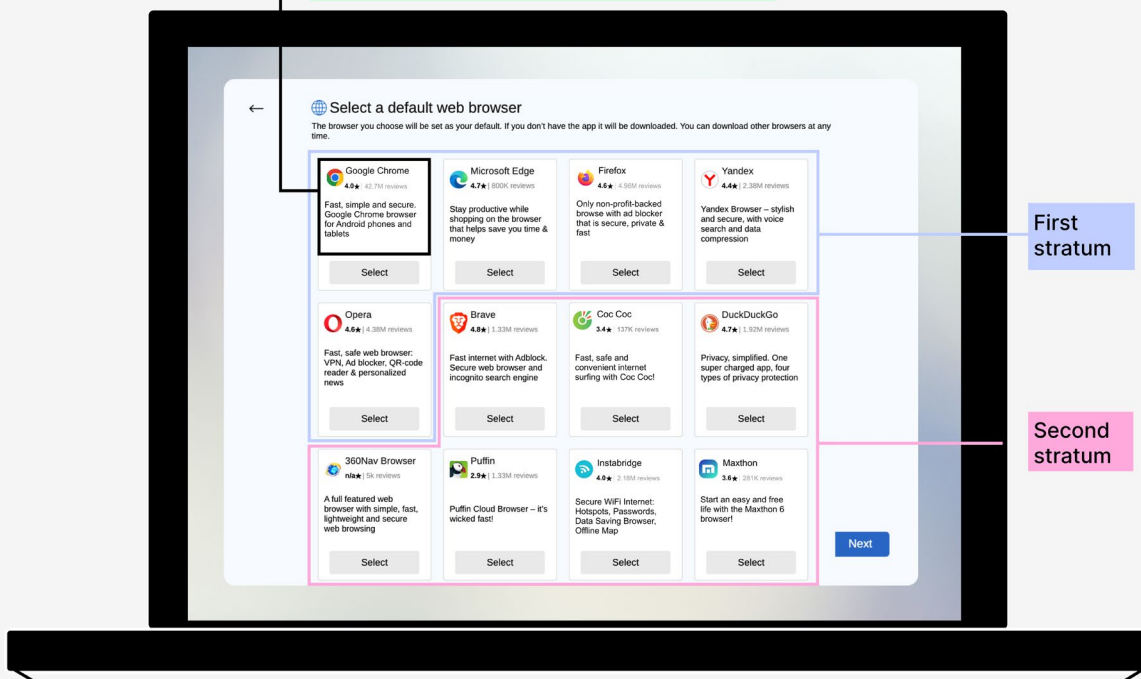 Select a default web browser
The browser you choose will be set as your default. If you don't have the app it will be downloaded. You can download other browsers at any
time.
Google Chrome
4.0★ | 42.7M reviews
Fast, simple and secure.
Google Chrome browser
for Android phones and
tablets
Select
Microsoft Edge
4.7★ | 800K reviews
Stay productive while
shopping on the browser
that helps save you time &
money
Select
Firefox
4.6★ | 4.96M reviews
Only non-profit-backed
browse with ad blocker
that is secure, private &
fast
Select
Yandex
4.4★ | 2.38M reviews
Yandex Browser – stylish
and secure, with voice
search and data
compression
Select
First
stratum
Opera
4.6★ | 4.38M reviews
Fast, safe web browser:
VPN, Ad blocker, QR-code
reader & personalized
news
Select
Brave
4.8★ | 1.33M reviews
Fast internet with Adblock.
Secure web browser and
incognito search engine
Select
Coc Coc
3.4★ 137K reviews
Fast, safe and
convenient internet
surfing with Coc Coc!
Select
DuckDuckGo
4.7★ | 1.92M reviews
Privacy, simplified. One
super charged app, four
types of privacy protection
Select
Second
stratum
360Nav Browser
n/a★ | 5k reviews
A full featured web
browser with simple, fast,
lightweight and secure
web browsing
Select
Puffin
2.9★ | 1.33M reviews
Puffin Cloud Browser – it's
wicked fast!
Select
Instabridge
4.0★ 2.18M reviews
Secure WiFi Internet:
Hotspots, Passwords,
Data Saving Browser,
Offline Map
Select
Maxthon
3.6★ | 281K reviews
Start an easy and free
life with the Maxthon 6
browser!
Select
Next